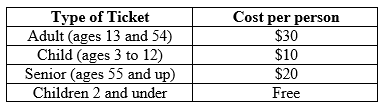 Type of Ticket Cost per person
Adult (ages 13 and 54) $30
Child (ages 3 to 12) $10
Senior (ages 55 and up) $20
Children 2 and under Free